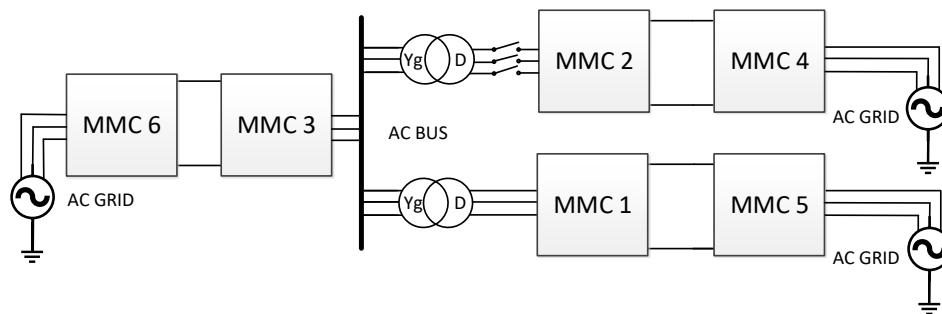 Yg D
MMC 2
MMC 4
MMC 6
MMC 3
AC BUS
AC GRID
AC GRID
Yg D
MMC 1
MMC 5
AC GRID